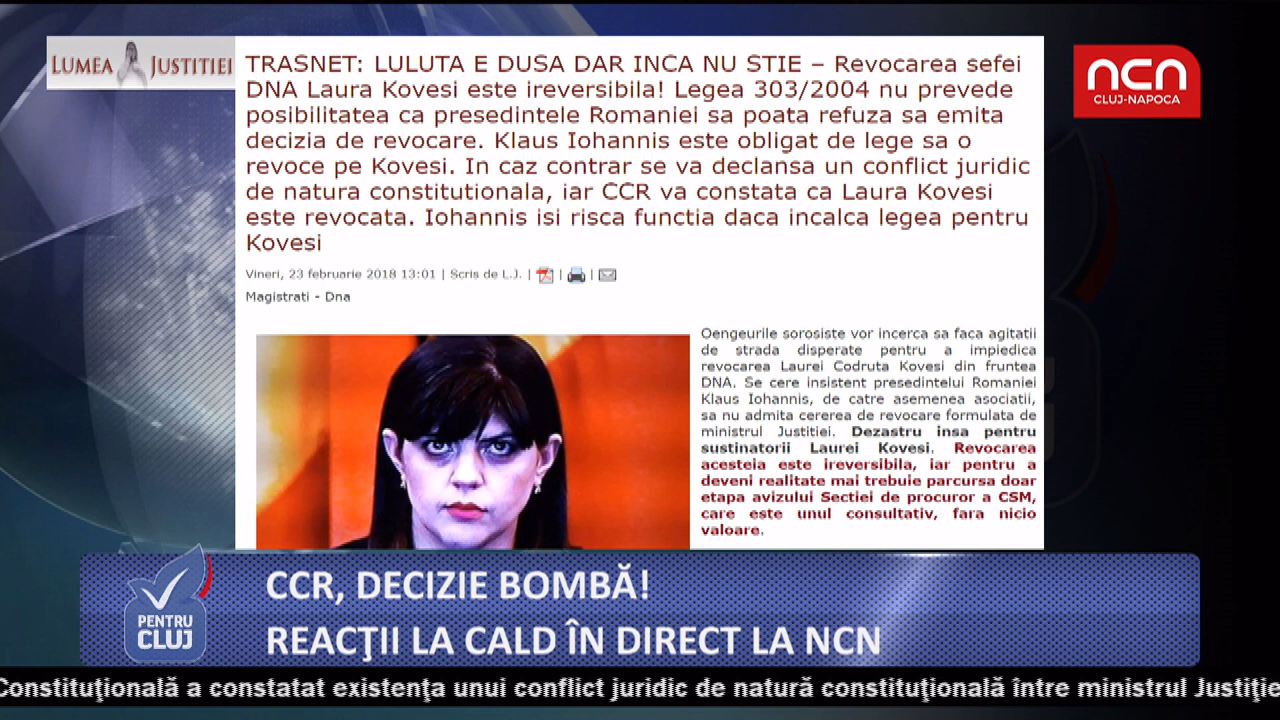 LUMEA JUSTITIEI
TRASNET: LULUTA E DUSA DAR INCA NU STIE – Revocarea sefei
DNA Laura Kovesi este ireversibila! Legea 303/2004 nu prevede
posibilitatea ca presedintele Romaniei sa poata refuza sa emita
decizia de revocare. Klaus Iohannis este obligat de lege sa o
revoce pe Kovesi. In caz contrar se va declansa un conflict juridic
de natura constitutionala, iar CCR va constata ca Laura Kovesi
este revocata. Iohannis isi risca functia daca incalca legea pentru
Kovesi
Vineri, 23 februarie 2018 13:01 | Scris de L.J. | | |
Magistrati - Dna
Oengeurile sorosiste vor incerca sa faca agitatii
de strada disperate pentru a impiedica
revocarea Laurei Codruta Kovesi din fruntea
DNA. Se cere insistent presedintelui Romaniei
Klaus Iohannis, de catre asemenea asociatii,
sa nu admita cererea de revocare formulata de
ministrul Justitiei. Dezastru insa pentru
sustinatorii Laurei Kovesi. Revocarea
acesteia este ireversibila, iar pentru a
deveni realitate mai trebuie parcursa doar
etapa avizului Sectiei de procuror a CSM,
care este unul consultativ, fara nicio
valoare.
ncn
CLUJ-NAPOCA
PENTRU
CLUJ
CCR, DECIZIE BOMBĂ!
REACŢII LA CALD ÎN DIRECT LA NCN
Constituţională a constatat existenţa unui conflict juridic de natură constituţională între ministrul Justiţie